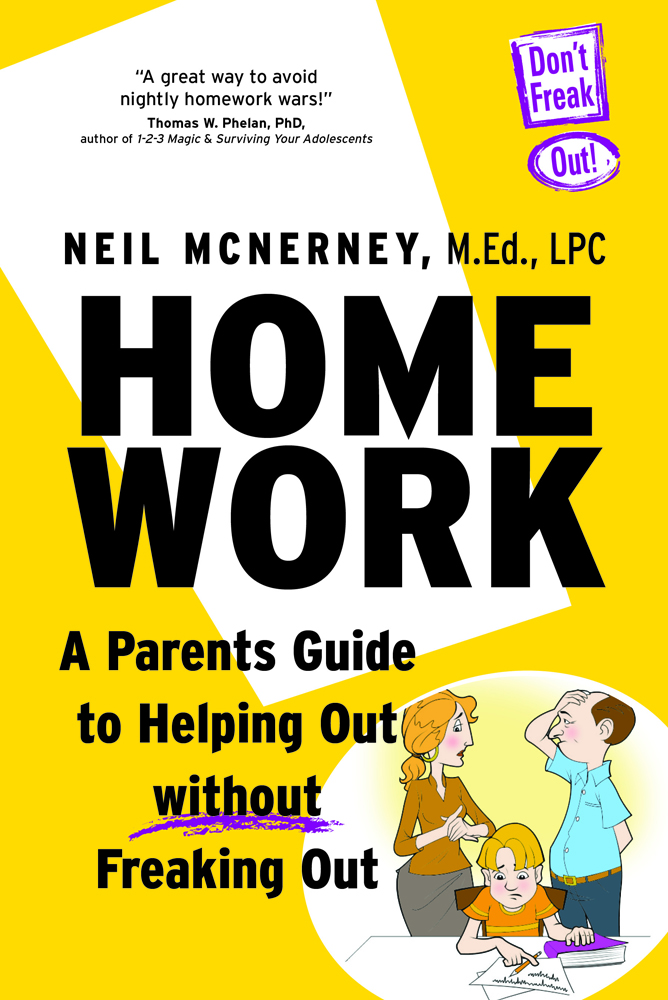 “A great way to avoid
nightly homework wars!”
Thomas W. Phelan, PhD,
author of 1-2-3 Magic & Surviving Your Adolescents
Don’t
Freak
Out!
NEIL MCNERNEY, M.Ed., LPC
HOME
WORK
A Parents Guide
to Helping Out
without
Freaking Out